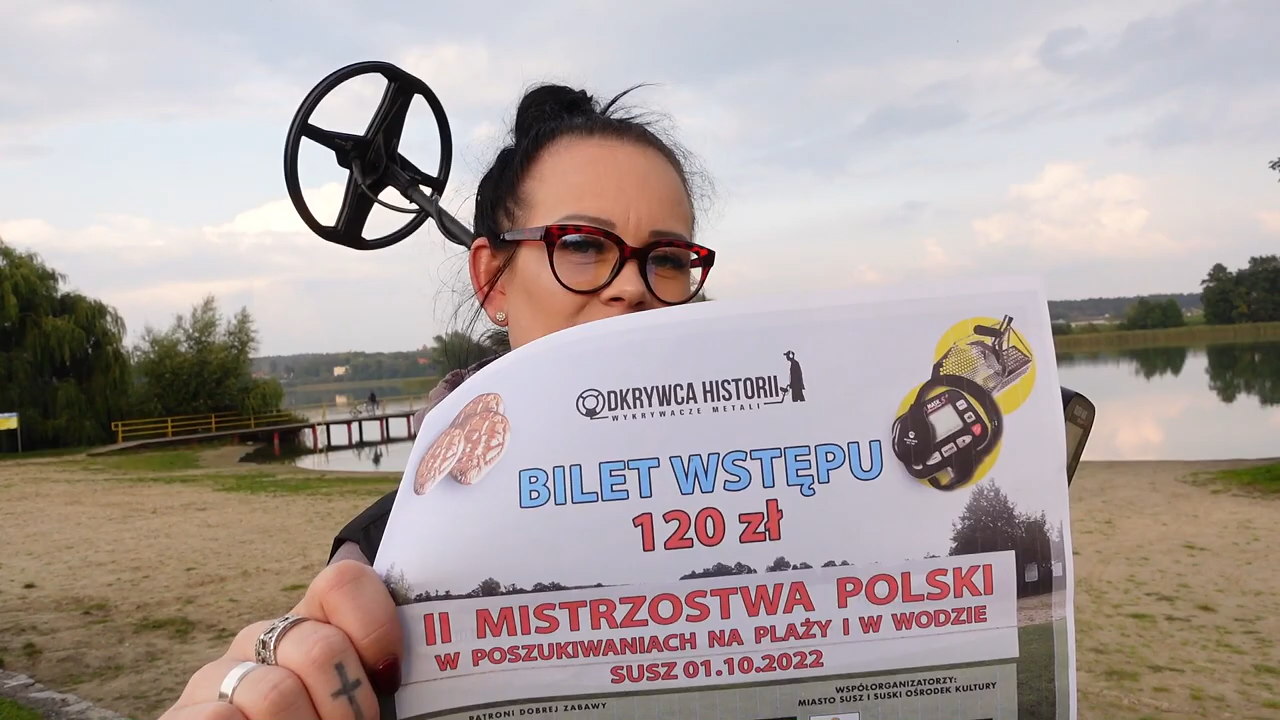 ODKRYWCA HISTORII
WYKRYWACZE METALI
BILET WSTĘPU
120 zł
II MISTRZOSTWA POLSKI
W POSZUKIWANIACH NA PLAŻY I W WODZIE
SUSZ 01.10.2022
PATRONI DOBREJ ZABAWY
WSPÓŁORGANIZATORZY:
MIASTO SUSZ I SUSKI OŚRODEK KULTURY